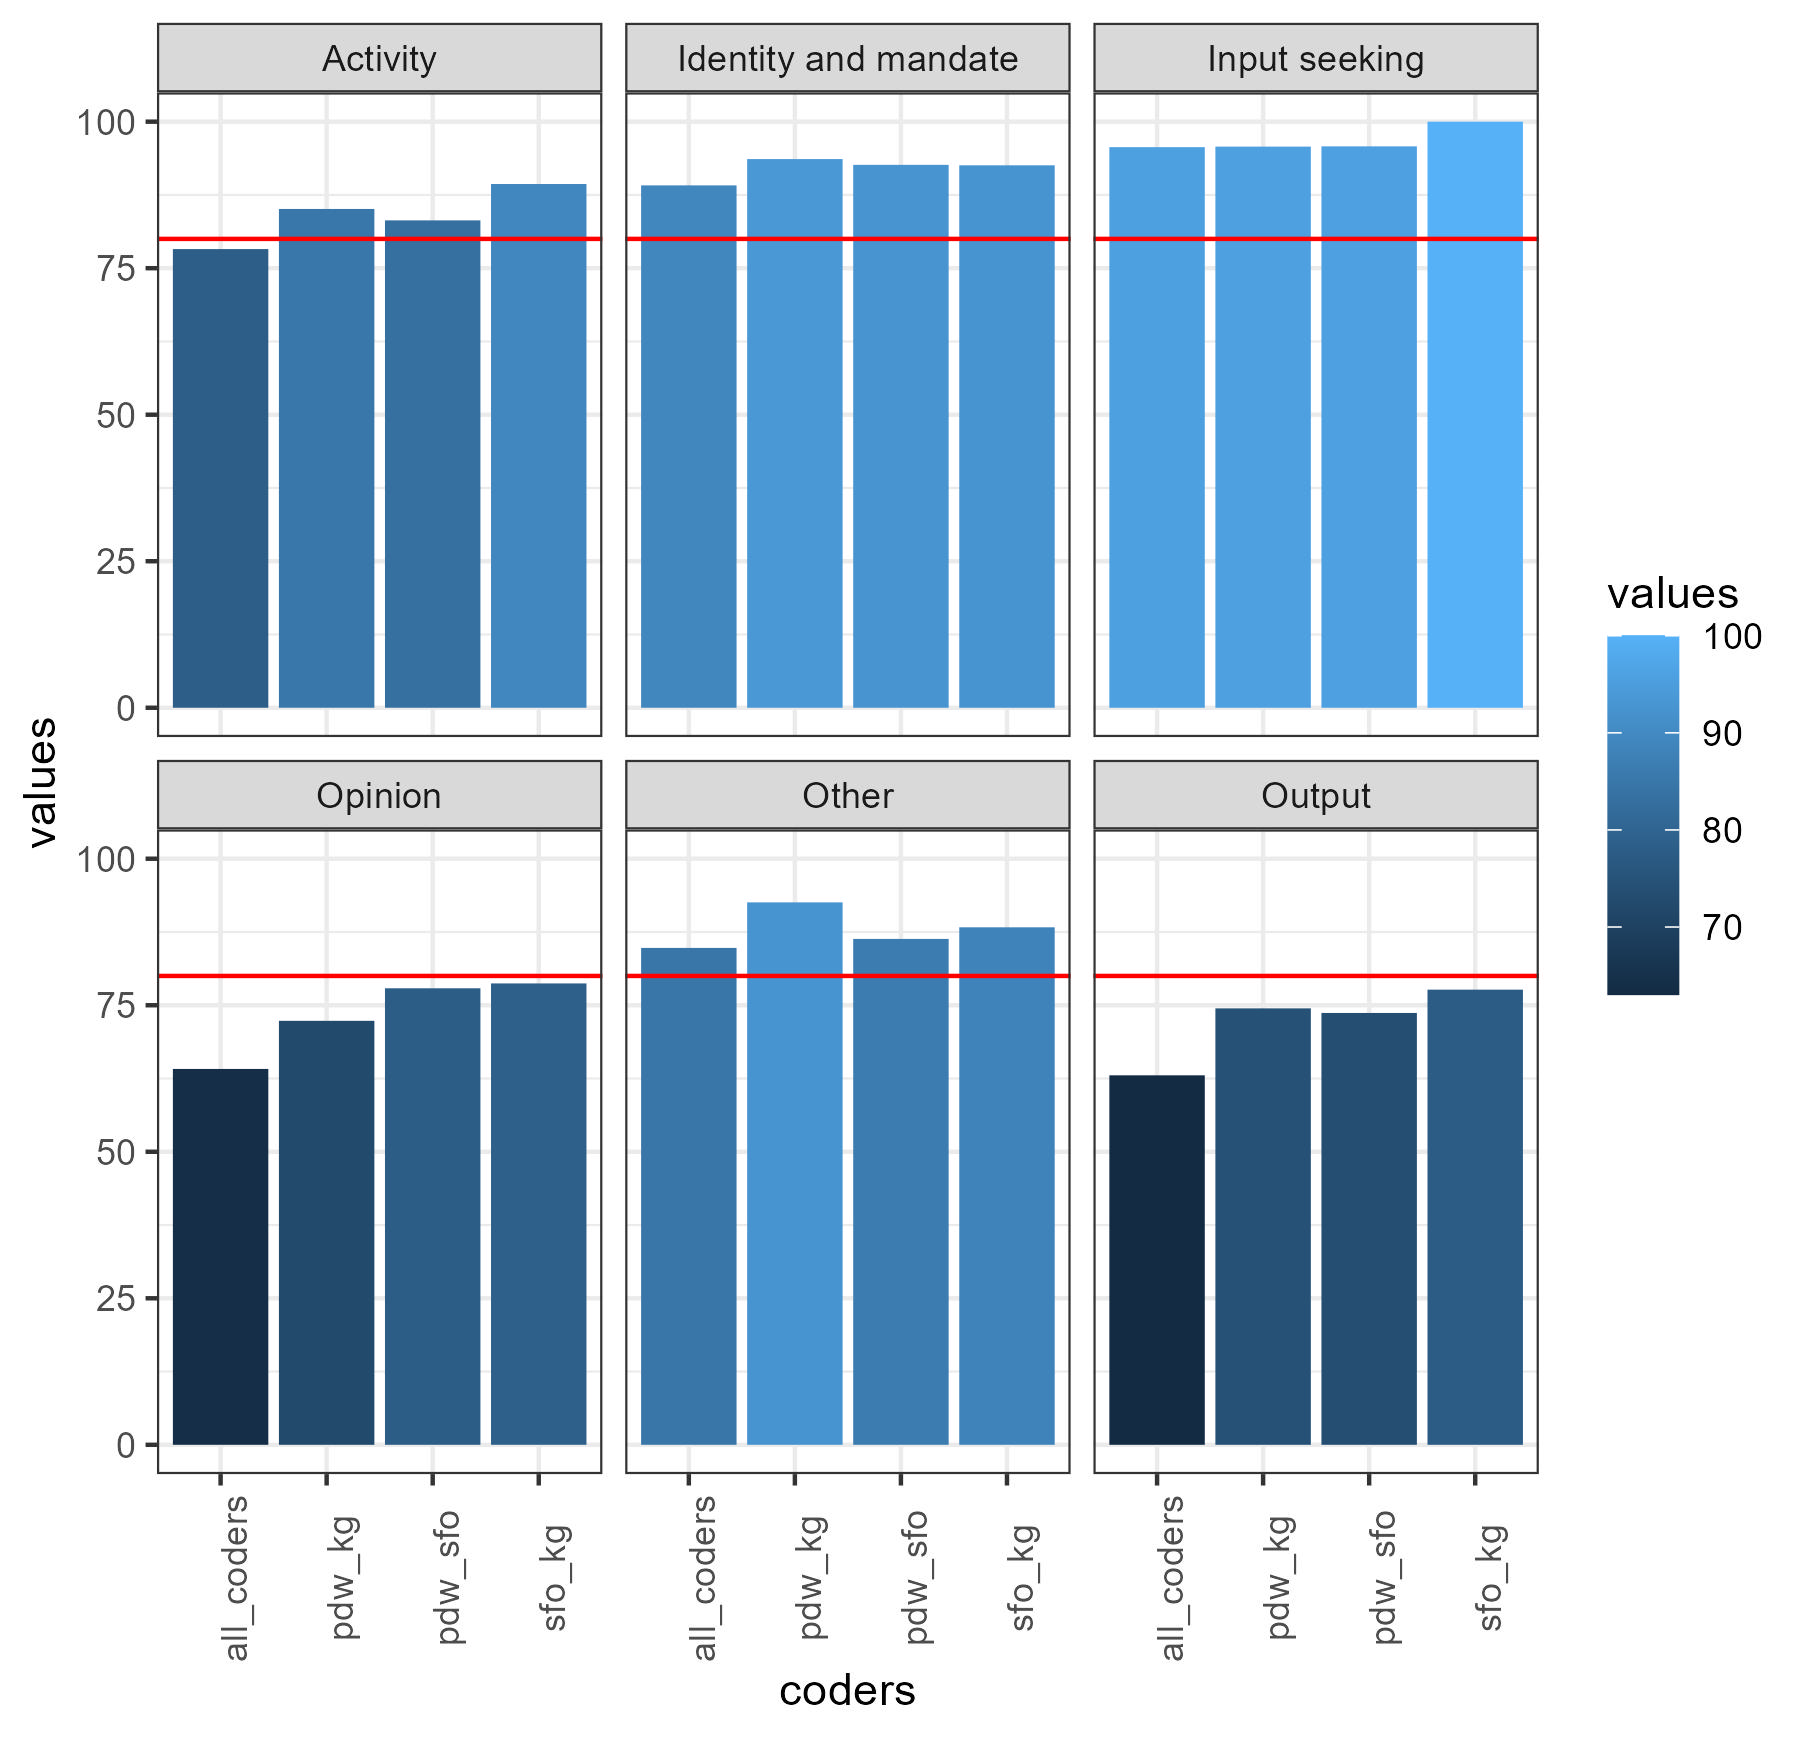 Activity
Identity and mandate
Input seeking
100
75
50
25
0
Opinion
Other
Output
100
75
50
25
0
all_coders
pdw_kg
pdw_sfo
sfo_kg
all_coders
pdw_kg
pdw_sfo
sfo_kg
all_coders
pdw_kg
pdw_sfo
sfo_kg
coders
values
values
100
90
80
70